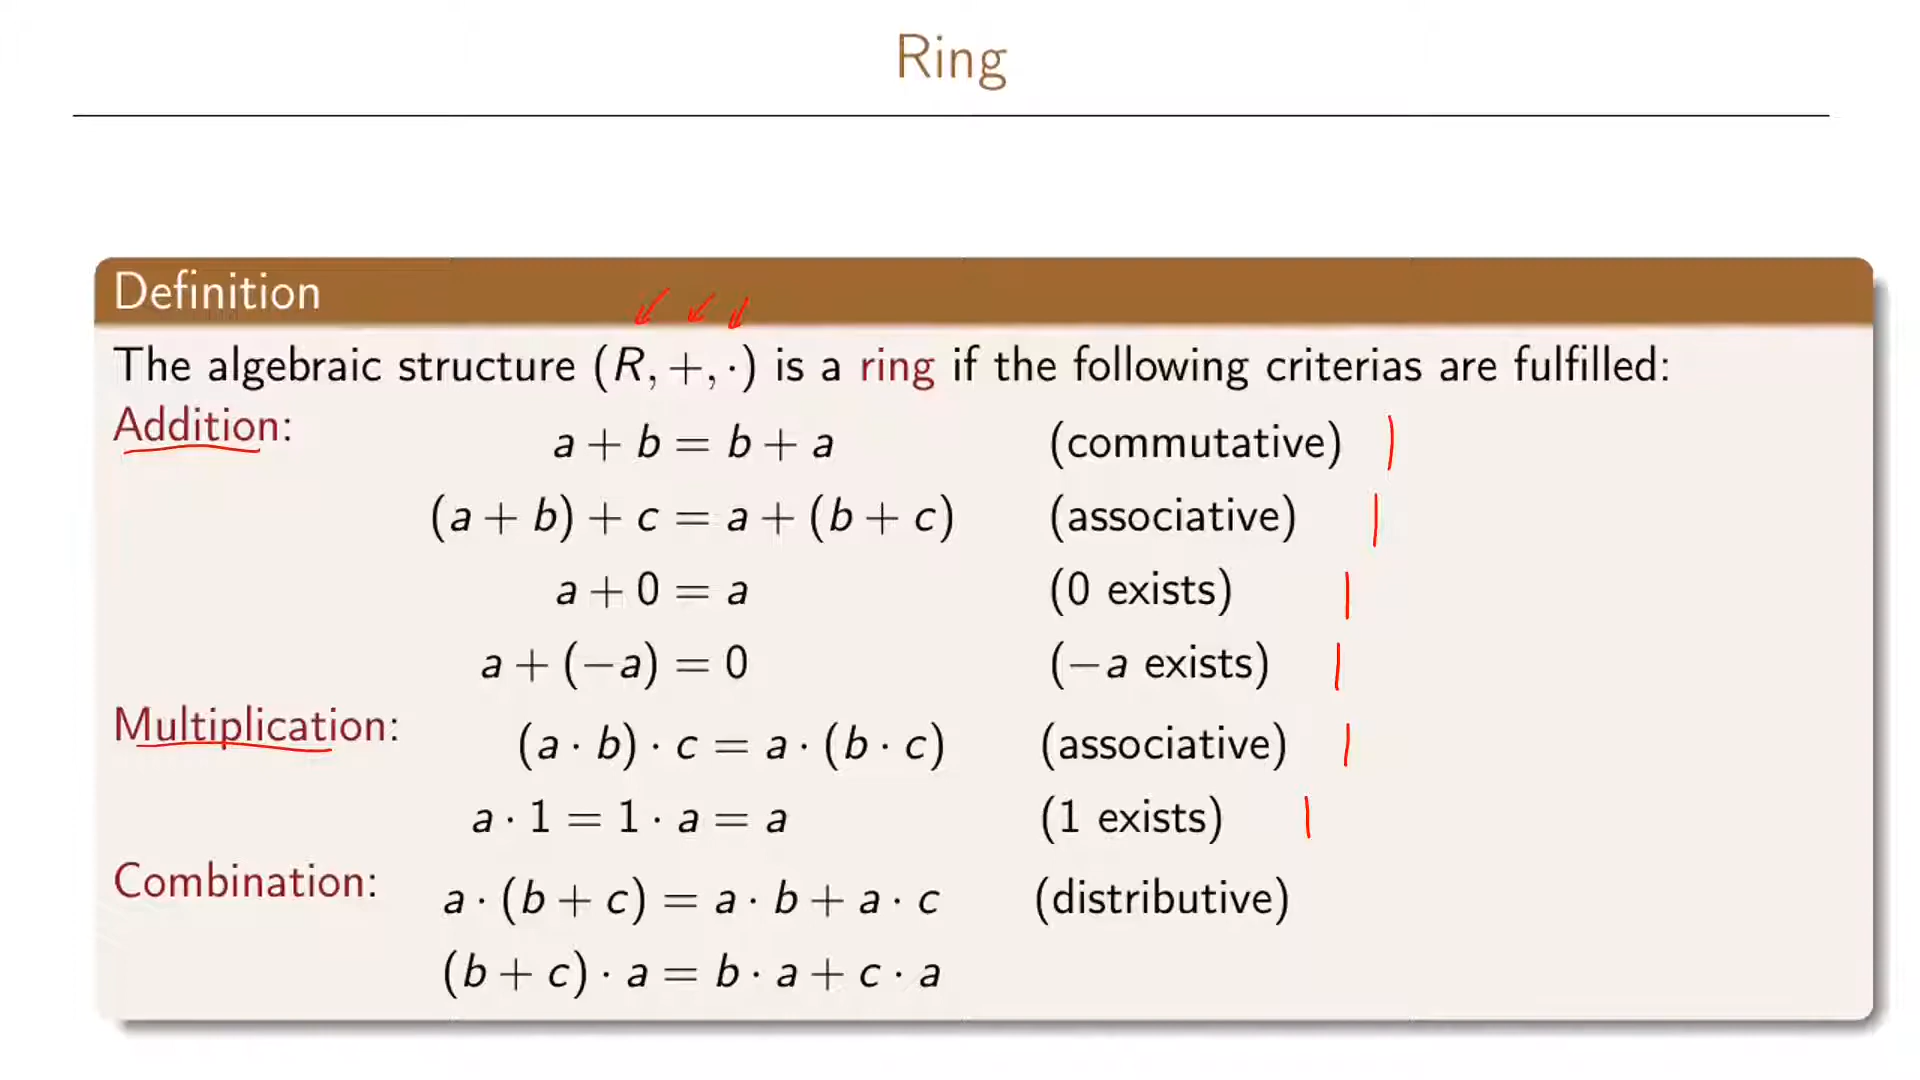 Ring
Definition
The algebraic structure (R, +, ·) is a ring if the following criterias are fulfilled:
Addition:
a + b = b + a (commutative)
(a + b) + c = a + (b + c) (associative)
a + 0 = a (0 exists)
a + (−a) = 0 (−a exists)
Multiplication:
(a · b) · c = a · (b · c) (associative)
a · 1 = 1 · a = a (1 exists)
Combination:
a · (b + c) = a · b + a · c (distributive)
(b + c) · a = b · a + c · a